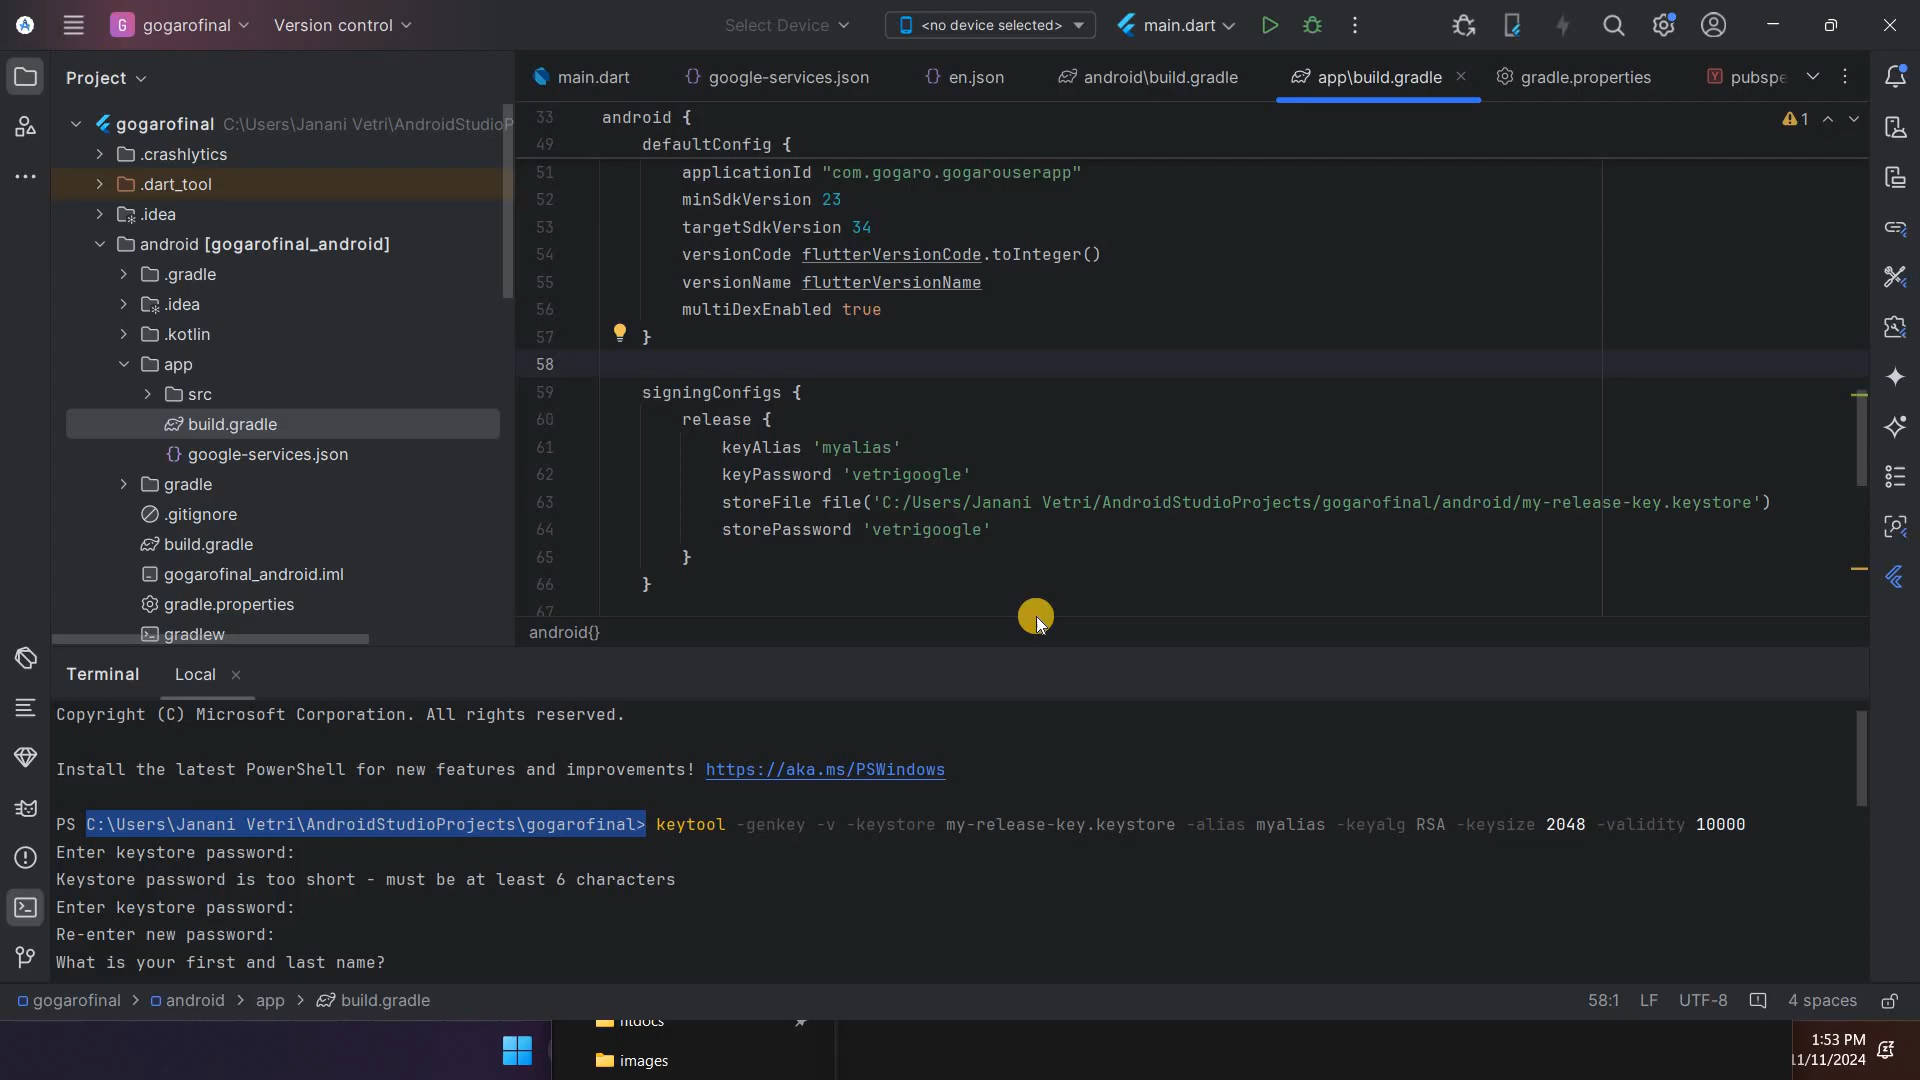 G gogarofinal Version control Select Device <no device selected> main.dart
Project
main.dart google-services.json en.json android\build.gradle app\build.gradle gradle.properties pubspe
gogarofinal C:\Users\Janani Vetri\AndroidStudioP
.crashlytics
.dart_tool
.idea
android [gogarofinal_android]
.gradle
.idea
.kotlin
app
src
build.gradle
google-services.json
gradle
.gitignore
build.gradle
gogarofinal_android.iml
gradle.properties
gradlew
1
33 android {
49 defaultConfig {
51 applicationId "com.gogaro.gogarouserapp"
52 minSdkVersion 23
53 targetSdkVersion 34
54 versionCode flutterVersionCode.toInteger()
55 versionName flutterVersionName
56 multiDexEnabled true
57 }
58
59 signingConfigs {
60 release {
61 keyAlias 'myalias'
62 keyPassword 'vetrigoogle'
63 storeFile file('C:/Users/Janani Vetri/AndroidStudioProjects/gogarofinal/android/my-release-key.keystore')
64 storePassword 'vetrigoogle'
65 }
66 }
67
android{}
Terminal Local
Copyright (C) Microsoft Corporation. All rights reserved.
Install the latest PowerShell for new features and improvements! https://aka.ms/PSWindows
PS C:\Users\Janani Vetri\AndroidStudioProjects\gogarofinal> keytool -genkey -v -keystore my-release-key.keystore -alias myalias -keyalg RSA -keysize 2048 -validity 10000
Enter keystore password:
Keystore password is too short - must be at least 6 characters
Enter keystore password:
Re-enter new password:
What is your first and last name?
gogarofinal > android > app > build.gradle 58:1 LF UTF-8 4 spaces
htdocs
images
1:53 PM
11/11/2024